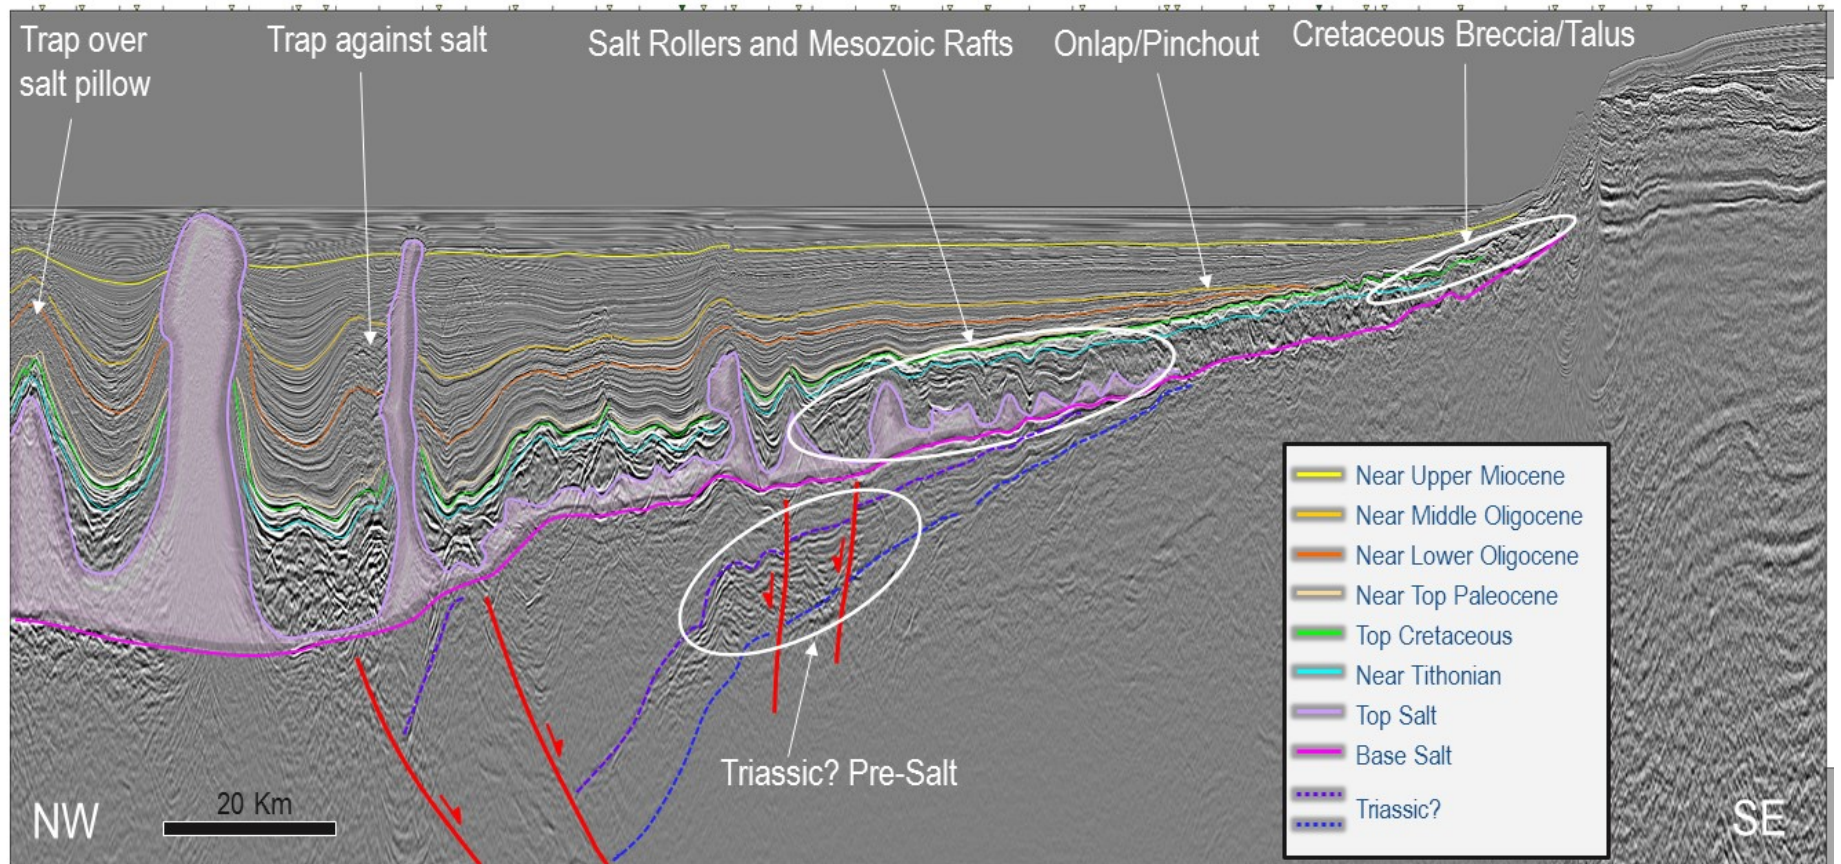 Trap over
salt pillow
Trap against salt
Salt Rollers and Mesozoic Rafts
Onlap/Pinchout
Cretaceous Breccia/Talus
Near Upper Miocene
Near Middle Oligocene
Near Lower Oligocene
Near Top Paleocene
Top Cretaceous
Near Tithonian
Top Salt
Base Salt
Triassic?
Triassic? Pre-Salt
NW
20 Km
SE